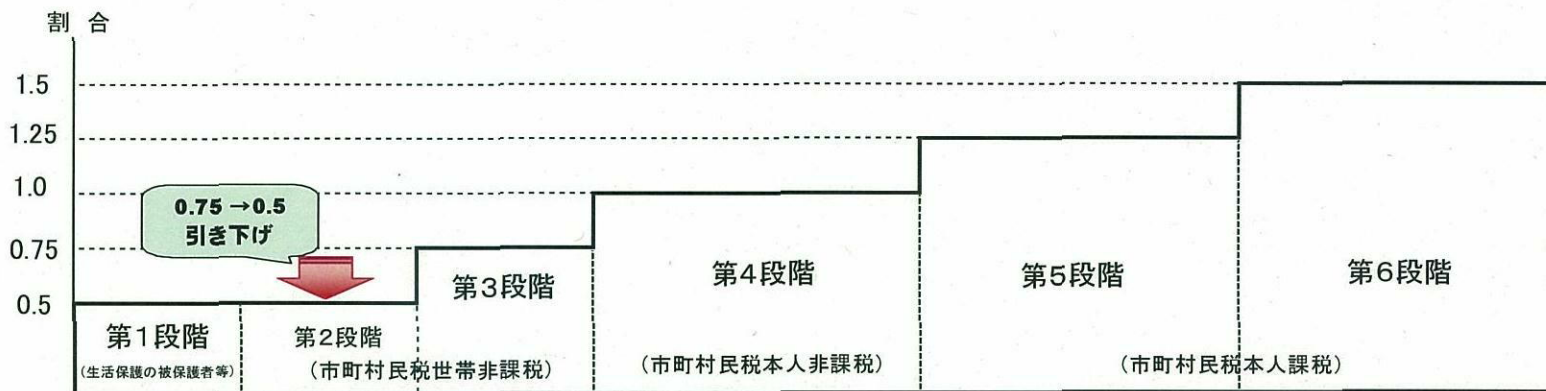 割 合
1.5
1.25
1.0
0.75
0.5
0.75 →0.5
引き下げ
第1段階
(生活保護の被保護者等)
第2段階
第3段階
(市町村民税世帯非課税)
第4段階
(市町村民税本人非課税)
第5段階
第6段階
(市町村民税本人課税)